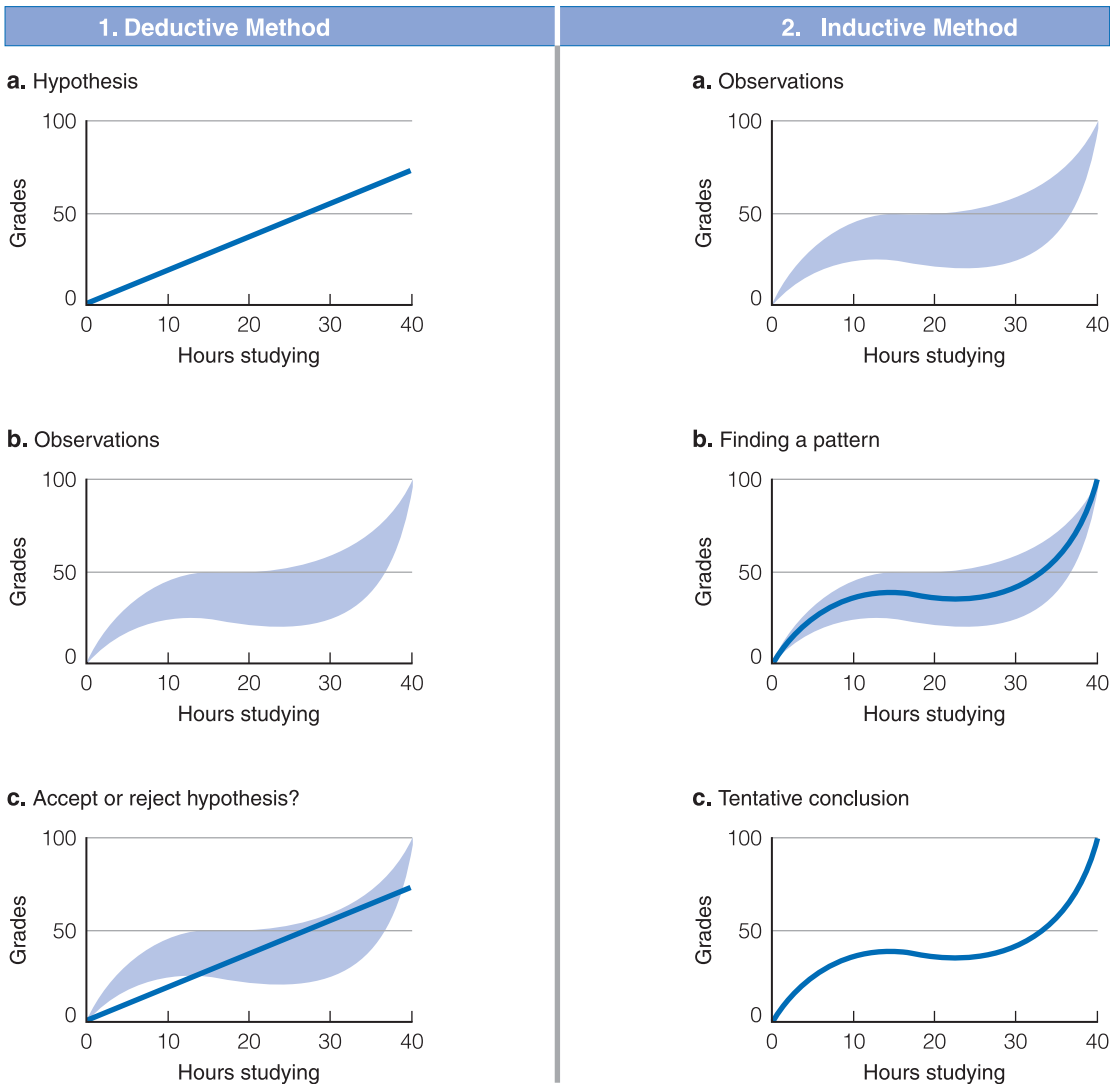 1. Deductive Method
a. Hypothesis
100
50
0
Grades
0 10 20 30 40
Hours studying
b. Observations
100
50
0
Grades
0 10 20 30 40
Hours studying
c. Accept or reject hypothesis?
100
50
0
Grades
0 10 20 30 40
Hours studying
2. Inductive Method
a. Observations
100
50
0
Grades
0 10 20 30 40
Hours studying
b. Finding a pattern
100
50
0
Grades
0 10 20 30 40
Hours studying
c. Tentative conclusion
100
50
0
Grades
0 10 20 30 40
Hours studying